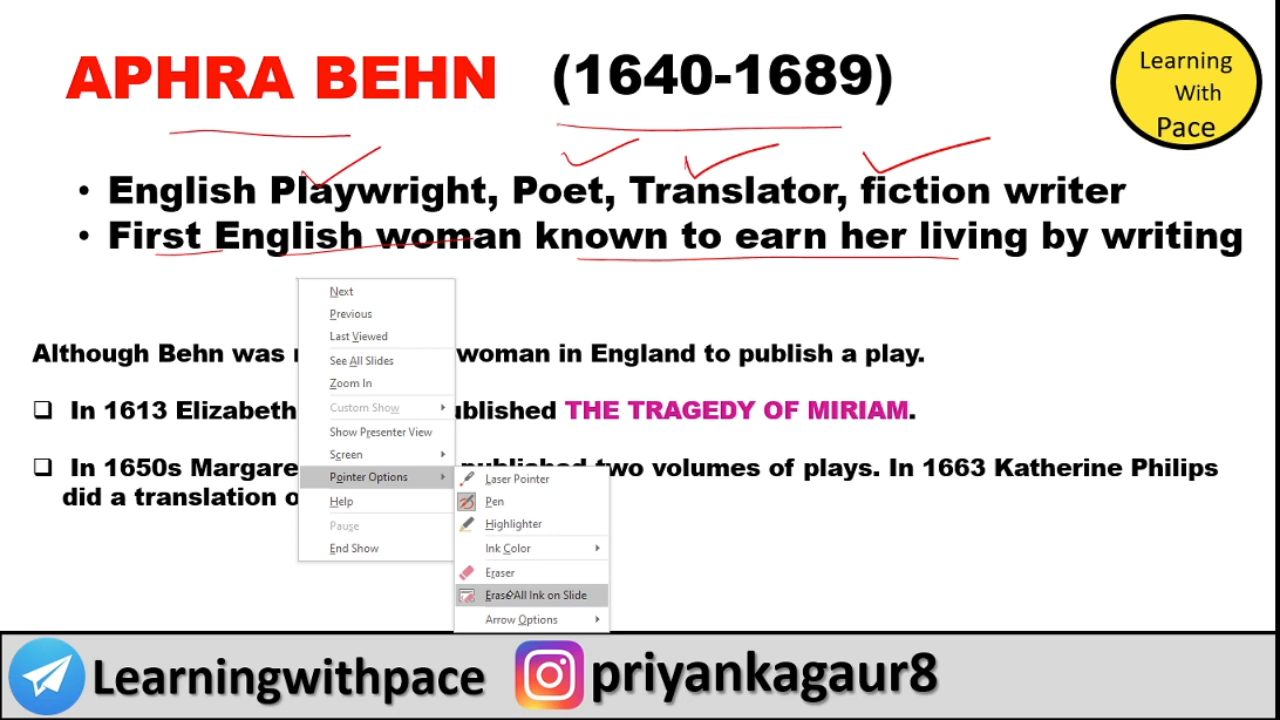 APHRA BEHN (1640-1689)
Learning
With
Pace
• English Playwright, Poet, Translator, fiction writer
• First English woman known to earn her living by writing
Although Behn was woman in England to publish a play.
❑ In 1613 Elizabeth THE TRAGEDY OF MIRIAM.
❑ In 1650s published two volumes of plays. In 1663 Katherine Philips
did a translation
Next
Previous
Last Viewed
See All Slides
Zoom In
Custom Show
Show Presenter View
Screen
Pointer Options
Help
Pause
End Show
Laser Pointer
Pen
Highlighter
Ink Color
Eraser
Erase All Ink on Slide
Arrow Options
Learningwithpace
priyankagaur8